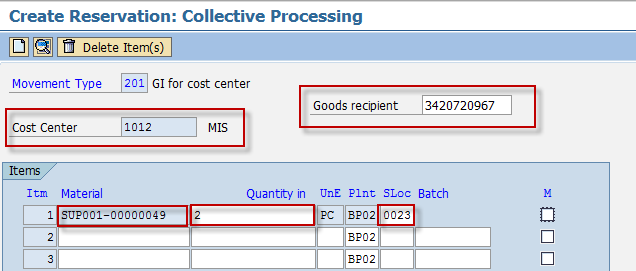 Create Reservation: Collective Processing
Delete Item(s)
Movement Type 201 GI for cost center
Goods recipient 3420720967
Cost Center 1012 MIS
Items
Itm Material Quantity in UnE Plnt SLoc Batch M
1 SUP001-00000049 2 PC BP02 0023
2 BP02
3 BP02